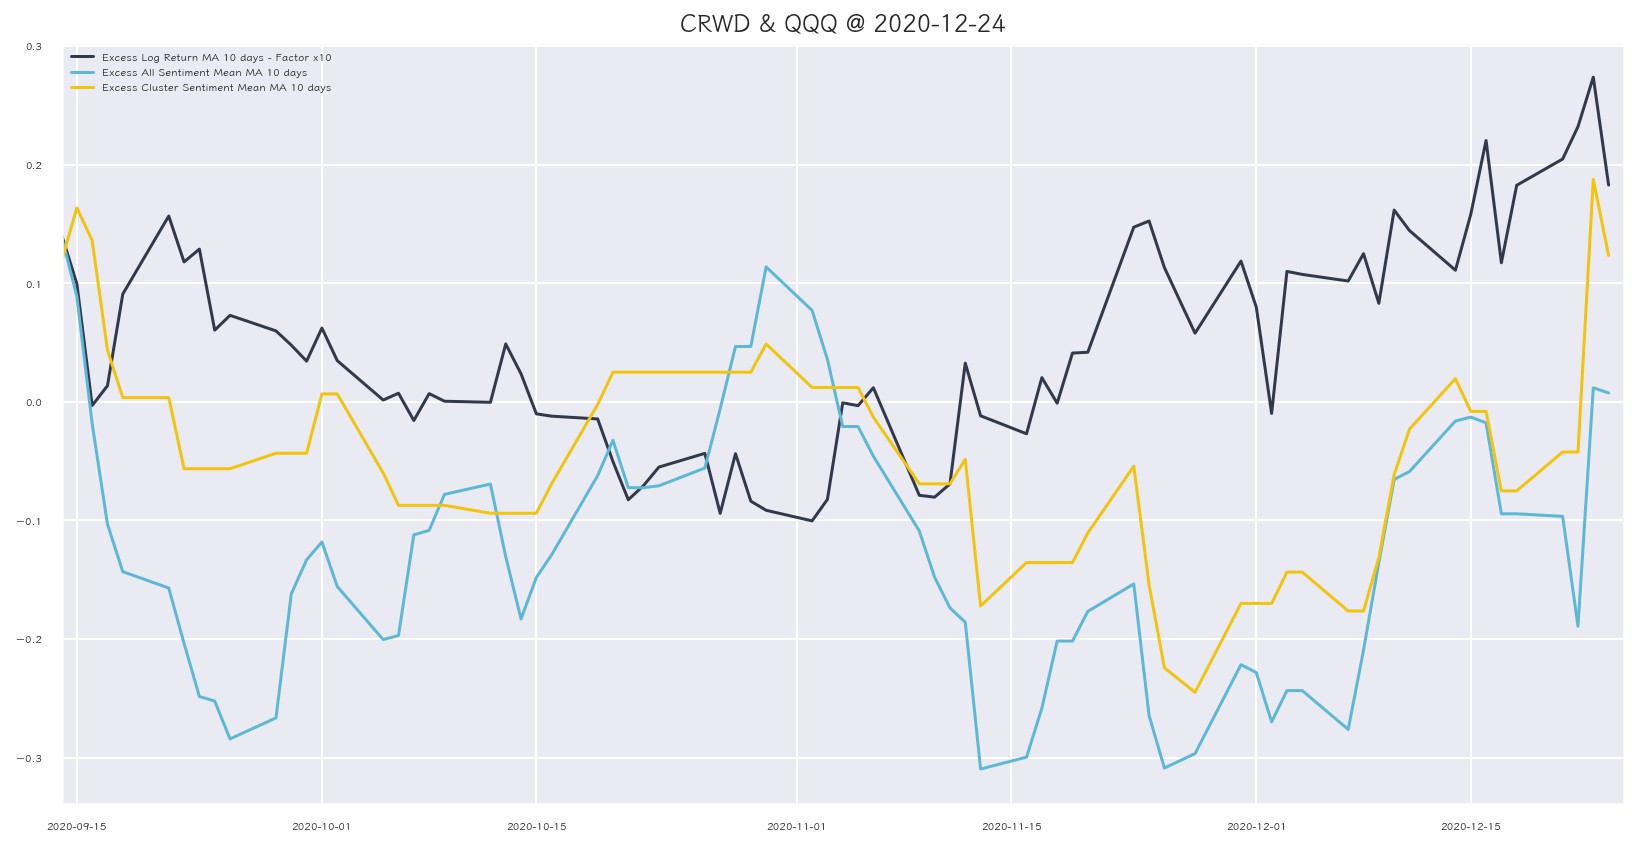 CRWD & QQQ @ 2020-12-24
0.3
Excess Log Return MA 10 days - Factor x10
Excess All Sentiment Mean MA 10 days
Excess Cluster Sentiment Mean MA 10 days
0.2
0.1
0.0
−0.1
−0.2
−0.3
2020-09-15 2020-10-01 2020-10-15 2020-11-01 2020-11-15 2020-12-01 2020-12-15